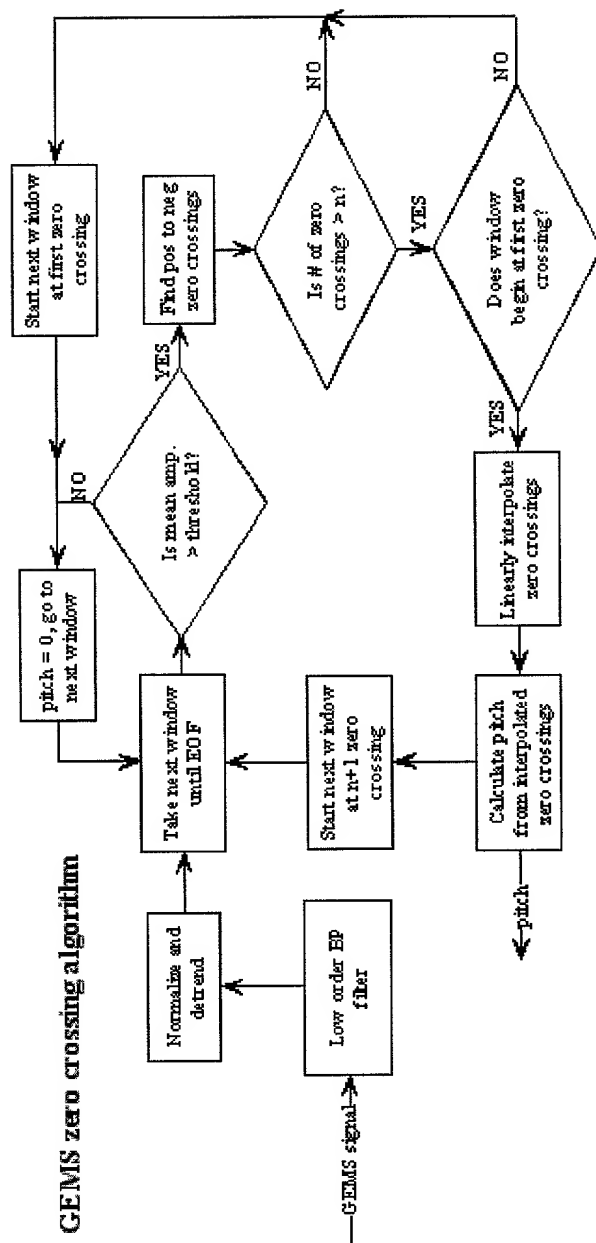 GEMS zero crossing algorithm
GEMS signal
Low order BP
filter
Normalize and
detrend
Take next window
until EOF
Is mean amp.
> threshold?
NO
YES
pitch = 0, go to
next window
Start next window
at first zero
crossing
Find pos to neg
zero crossings
Is # of zero
crossings > n?
NO
YES
Does window
begin at first zero
crossing?
NO
YES
Linearly interpolate
zero crossings
Calculate pitch
from interpolated
zero crossings
pitch
Start next window
at n+1 zero
crossing